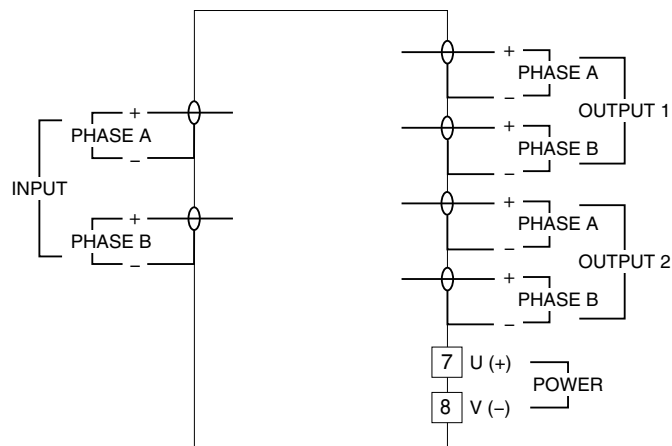 +
PHASE A
−
INPUT
+
PHASE B
−
+
PHASE A
−
OUTPUT 1
+
PHASE B
−
+
PHASE A
−
OUTPUT 2
+
PHASE B
−
7 U (+)
POWER
8 V (−)